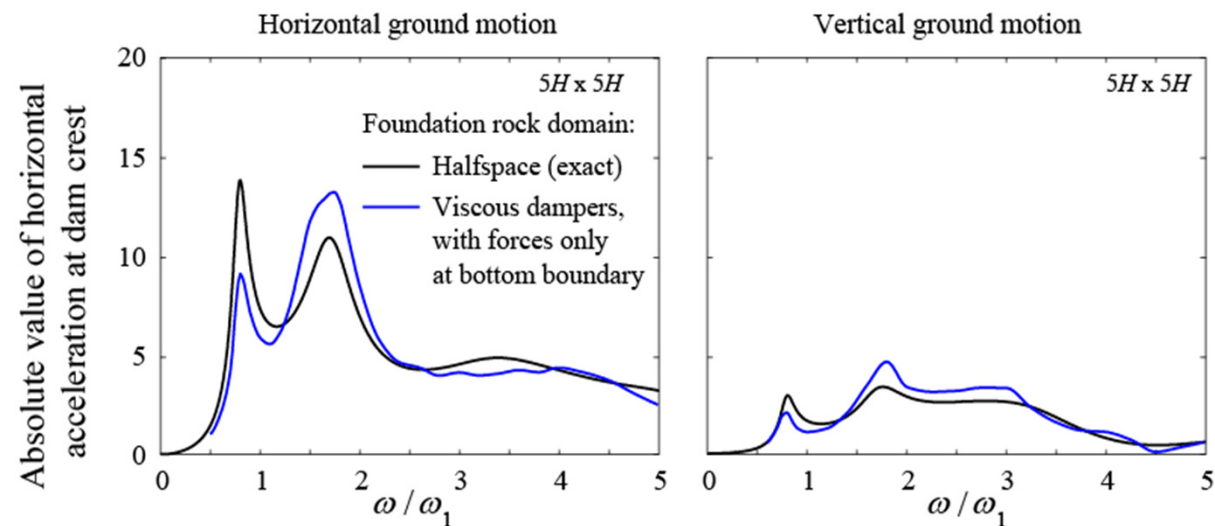 Horizontal ground motion
Vertical ground motion
Absolute value of horizontal
acceleration at dam crest
20
15
10
5
0
5H x 5H
Foundation rock domain:
Halfspace (exact)
Viscous dampers,
with forces only
at bottom boundary
0 1 2 3 4 5
ω / ω1
5H x 5H
0 1 2 3 4 5
ω / ω1